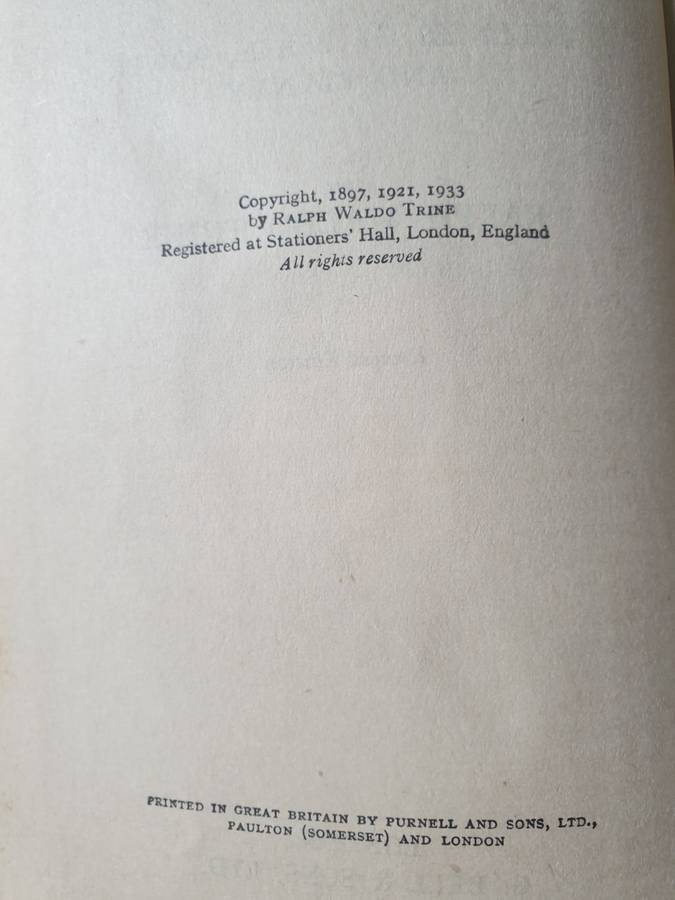 Copyright, 1897, 1921, 1933
by RALPH WALDO TRINE
Registered at Stationers' Hall, London, England
All rights reserved
PRINTED IN GREAT BRITAIN BY PURNELL AND SONS, LTD.,
PAULTON (SOMERSET) AND LONDON